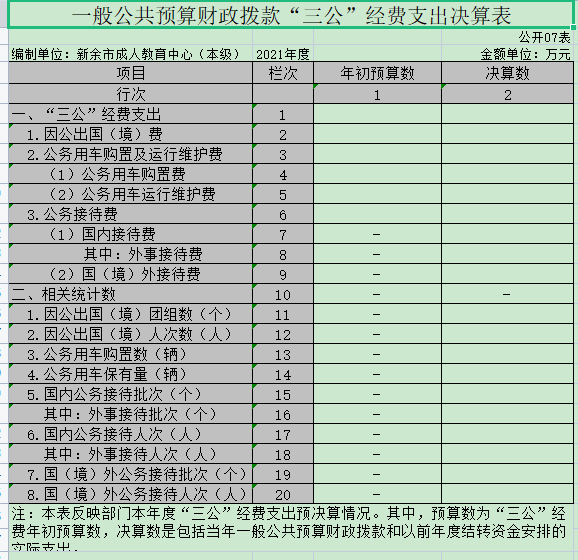 一般公共预算财政拨款“三公”经费支出决算表
公开07表
编制单位：新余市成人教育中心（本级） 2021年度 金额单位：万元
项目 栏次 年初预算数 决算数
行次 1 2
一、“三公”经费支出 1
1.因公出国（境）费 2
2.公务用车购置及运行维护费 3
（1）公务用车购置费 4
（2）公务用车运行维护费 5
3.公务接待费 6
（1）国内接待费 7 －
其中：外事接待费 8 －
（2）国（境）外接待费 9 －
二、相关统计数 10 － －
1.因公出国（境）团组数（个） 11 －
2.因公出国（境）人次数（人） 12 －
3.公务用车购置数（辆） 13 －
4.公务用车保有量（辆） 14 －
5.国内公务接待批次（个） 15 －
其中：外事接待批次（个） 16 －
6.国内公务接待人次（人） 17 －
其中：外事接待人次（人） 18 －
7.国（境）外公务接待批次（个） 19 －
8.国（境）外公务接待人次（人） 20 －
注：本表反映部门本年度“三公”经费支出预决算情况。其中，预算数为“三公”经
费年初预算数，决算数是包括当年一般公共预算财政拨款和以前年度结转资金安排的
实际支出。